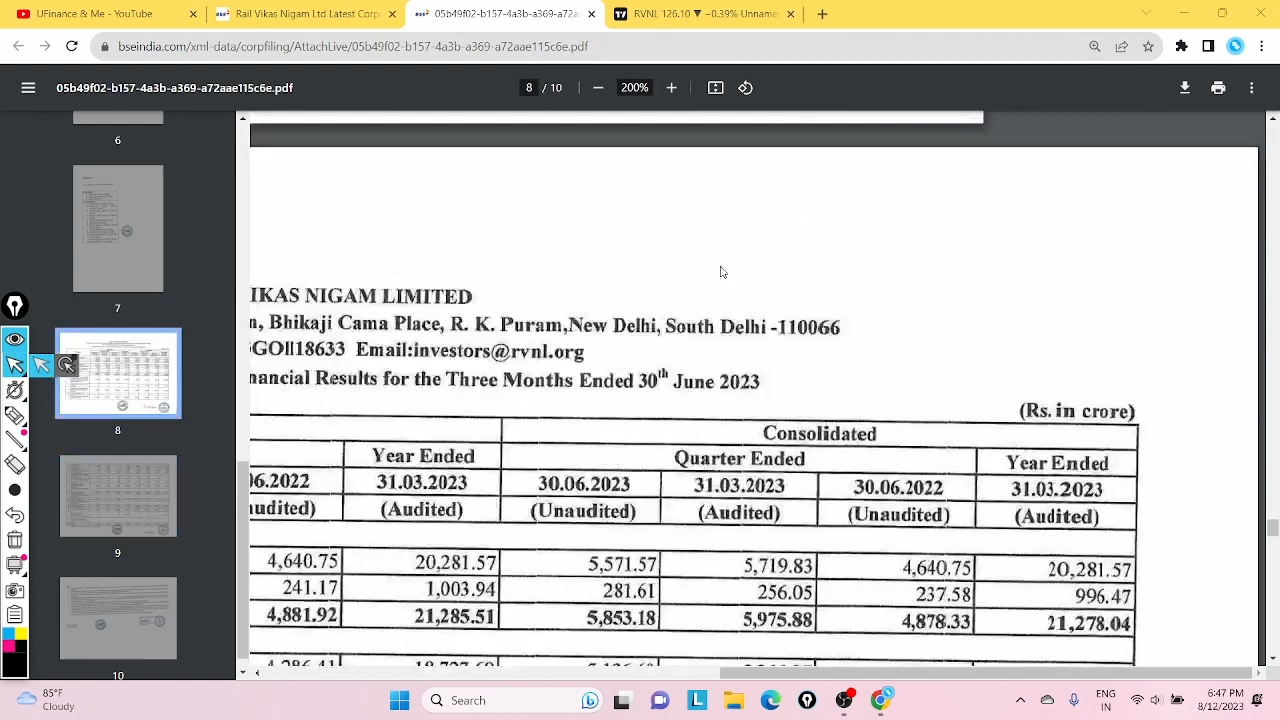 UFinance & More - YouTube
Rail Vikas Nigam Ltd Latest Corp
05b49f02-b157-4a3b-a369-a72aa
RVNL 126.10 ▼ −0.39% Unname
bseindia.com/xml-data/corpfiling/AttachLive/05b49f02-b157-4a3b-a369-a72aae115c6e.pdf
05b49f02-b157-4a3b-a369-a72aae115c6e.pdf
8 / 10
200%
6
7
8
9
10
IKAS NIGAM LIMITED
n, Bhikaji Cama Place, R. K. Puram,New Delhi, South Delhi -110066
GOI118633 Email:investors@rvnl.org
nancial Results for the Three Months Ended 30th June 2023
(Rs. in crore)
Consolidated
Year Ended Quarter Ended Year Ended
06.2022 31.03.2023 30.06.2023 31.03.2023 30.06.2022 31.03.2023
audited) (Audited) (Unaudited) (Audited) (Unaudited) (Audited)
4,640.75 20,281.57 5,571.57 5,719.83 4,640.75 20,281.57
241.17 1,003.94 281.61 256.05 237.58 996.47
4,881.92 21,285.51 5,853.18 5,975.88 4,878.33 21,278.04
85°F
Cloudy
Search
ENG
IN
6:47 PM
8/12/2023